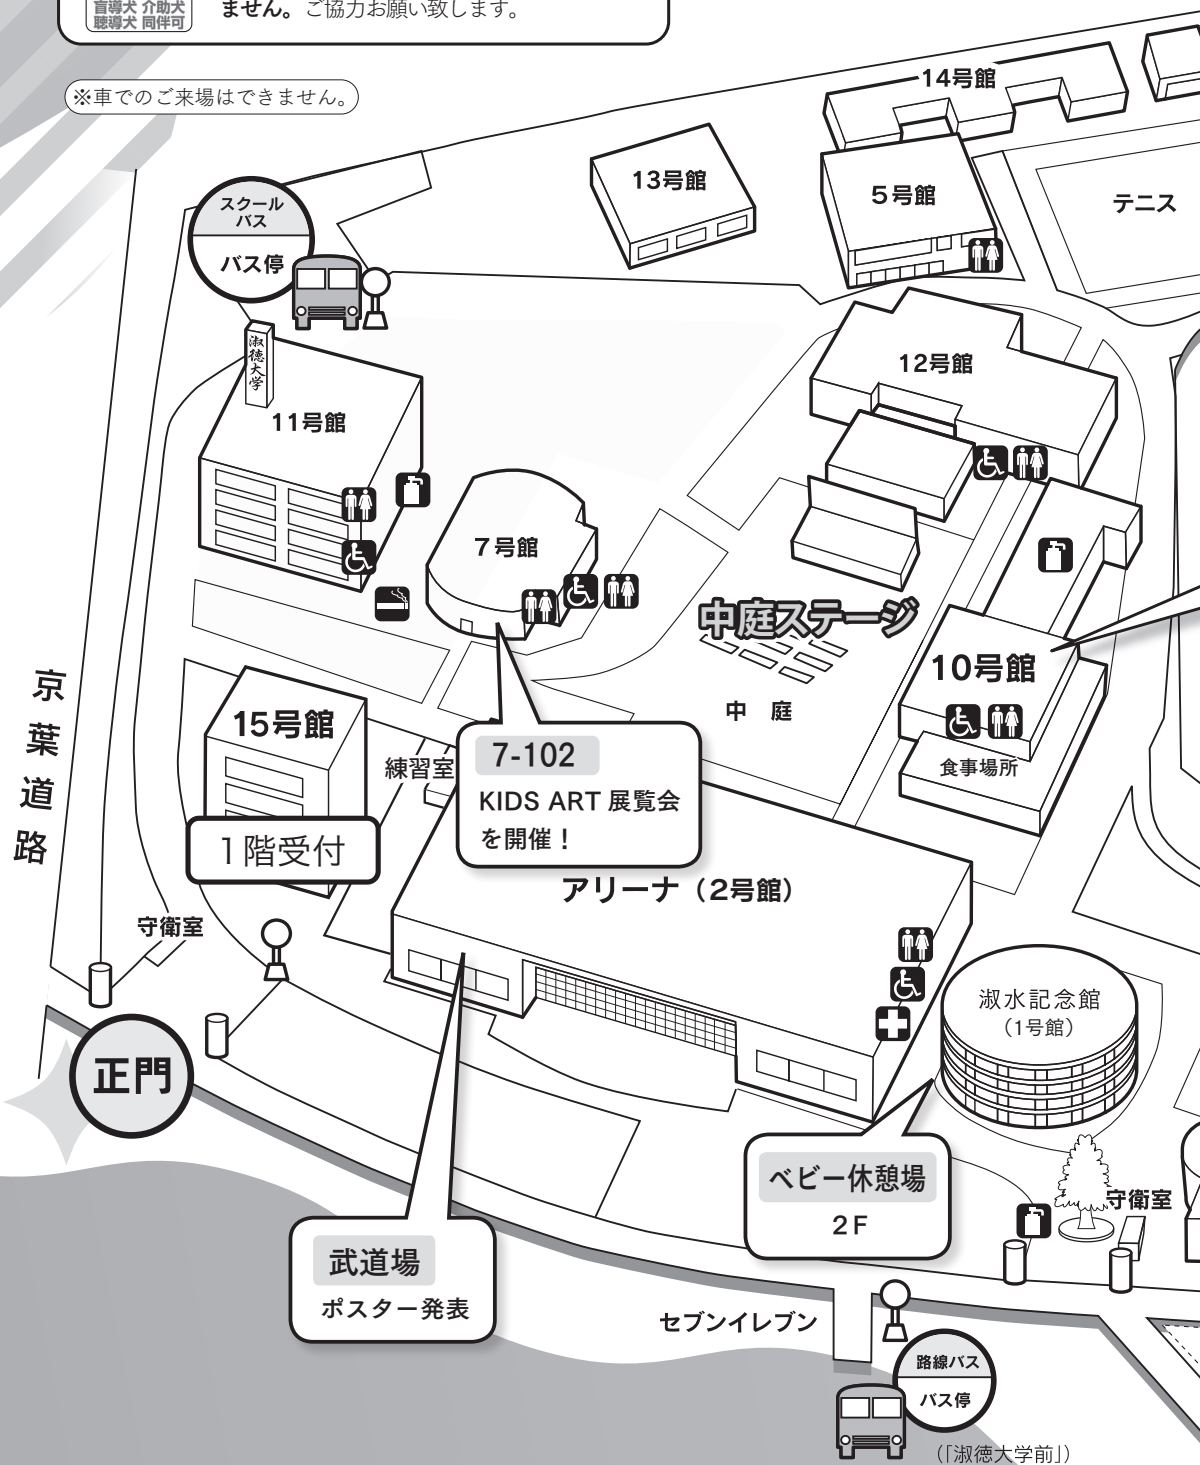 盲導犬 介助犬
聴導犬 同伴可
ません。ご協力お願い致します。
※車でのご来場はできません。
14号館
13号館
5号館
テニス
スクール
バス
バス停
淑徳大学
11号館
12号館
7号館
中庭ステージ
10号館
食事場所
中庭
京葉道路
15号館
練習室
7-102
KIDS ART 展覧会
を開催！
1階受付
アリーナ（2号館）
守衛室
淑水記念館
（1号館）
正門
ベビー休憩場
2F
守衛室
武道場
ポスター発表
セブンイレブン
路線バス
バス停
（「淑徳大学前」）